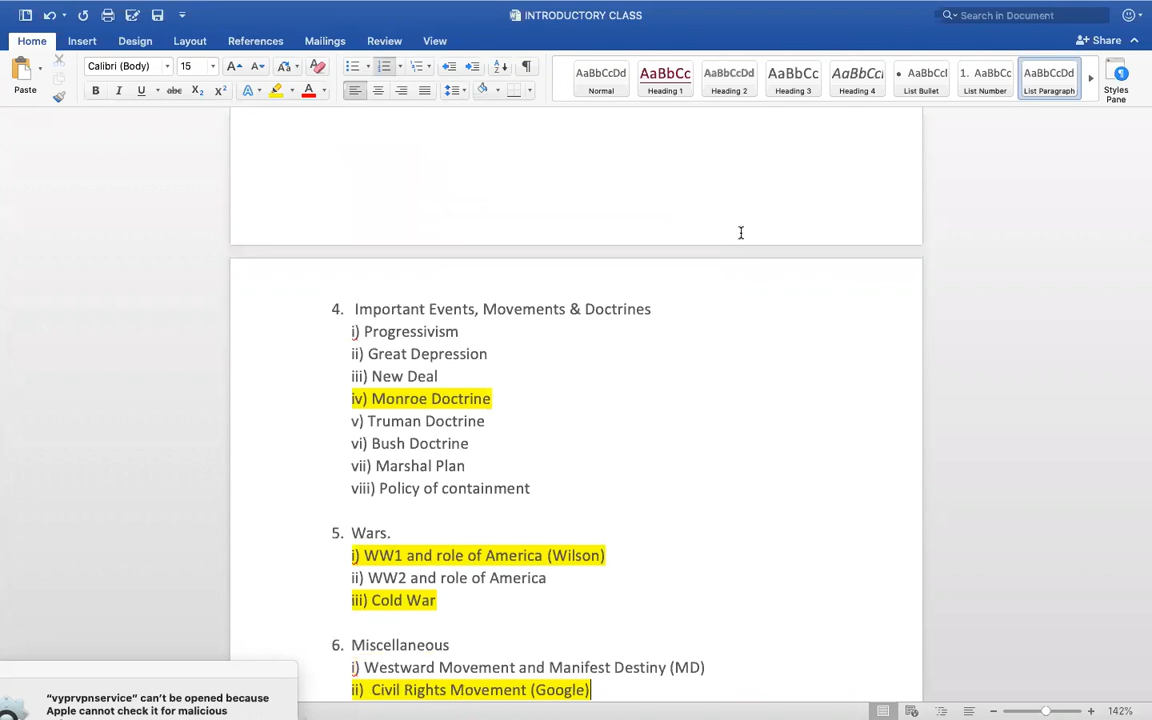 INTRODUCTORY CLASS
Search in Document
Home Insert Design Layout References Mailings Review View
Share
Paste
Calibri (Body) 15
AaBbCcDd AaBbCc AaBbCcDd AaBbCc AaBbCcI AaBbCcI 1. AaBbCc AaBbCcDd
Normal Heading 1 Heading 2 Heading 3 Heading 4 List Bullet List Number List Paragraph
Styles Pane
B I U abc X2 X2 A A
4. Important Events, Movements & Doctrines
i) Progressivism
ii) Great Depression
iii) New Deal
iv) Monroe Doctrine
v) Truman Doctrine
vi) Bush Doctrine
vii) Marshal Plan
viii) Policy of containment
5. Wars.
i) WW1 and role of America (Wilson)
ii) WW2 and role of America
iii) Cold War
6. Miscellaneous
i) Westward Movement and Manifest Destiny (MD)
ii) Civil Rights Movement (Google)
“vyprvpnservice” can’t be opened because
Apple cannot check it for malicious
142%